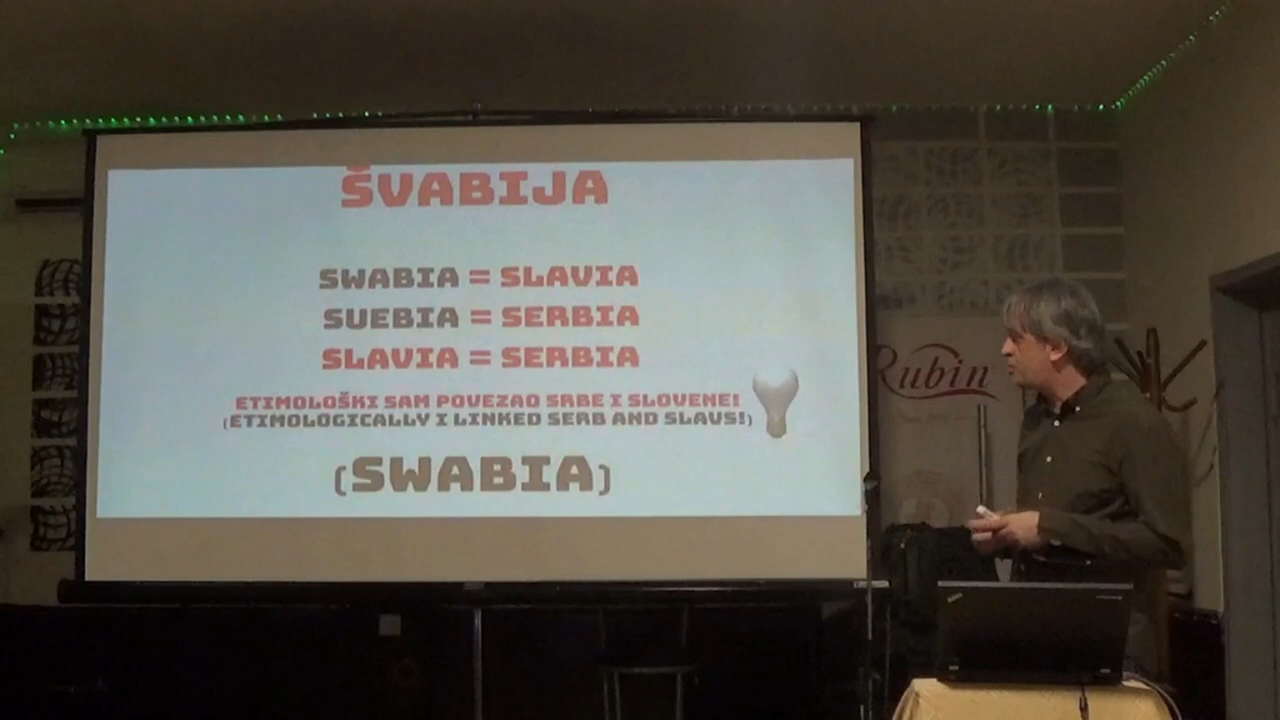 ŠVABIJA
SWABIA = SLAVIA
SUEBIA = SERBIA
SLAVIA = SERBIA
ETIMOLOŠKI SAM POVEZAO SRBE I SLOVENE!
(ETIMOLOGICALLY I LINKED SERB AND SLAVS!)
(SWABIA)
Rubin